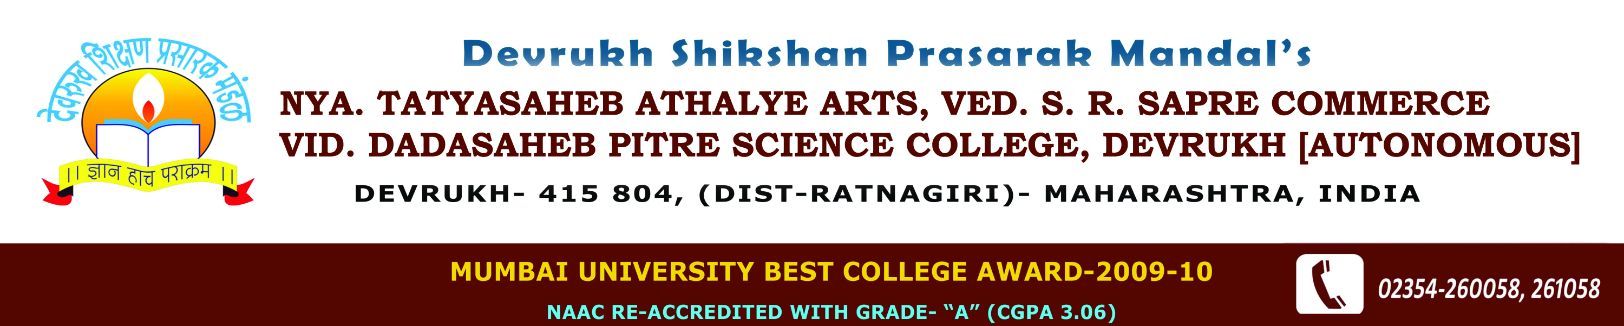 देवरुख शिक्षण प्रसारक मंडळ
|| ज्ञान हाच पराक्रम ||
Devrukh Shikshan Prasarak Mandal's
NYA. TATYASAHEB ATHALYE ARTS, VED. S. R. SAPRE COMMERCE
VID. DADASAHEB PITRE SCIENCE COLLEGE, DEVRUKH [AUTONOMOUS]
DEVRUKH- 415 804, (DIST-RATNAGIRI)- MAHARASHTRA, INDIA
MUMBAI UNIVERSITY BEST COLLEGE AWARD-2009-10
NAAC RE-ACCREDITED WITH GRADE- “A” (CGPA 3.06)
02354-260058, 261058